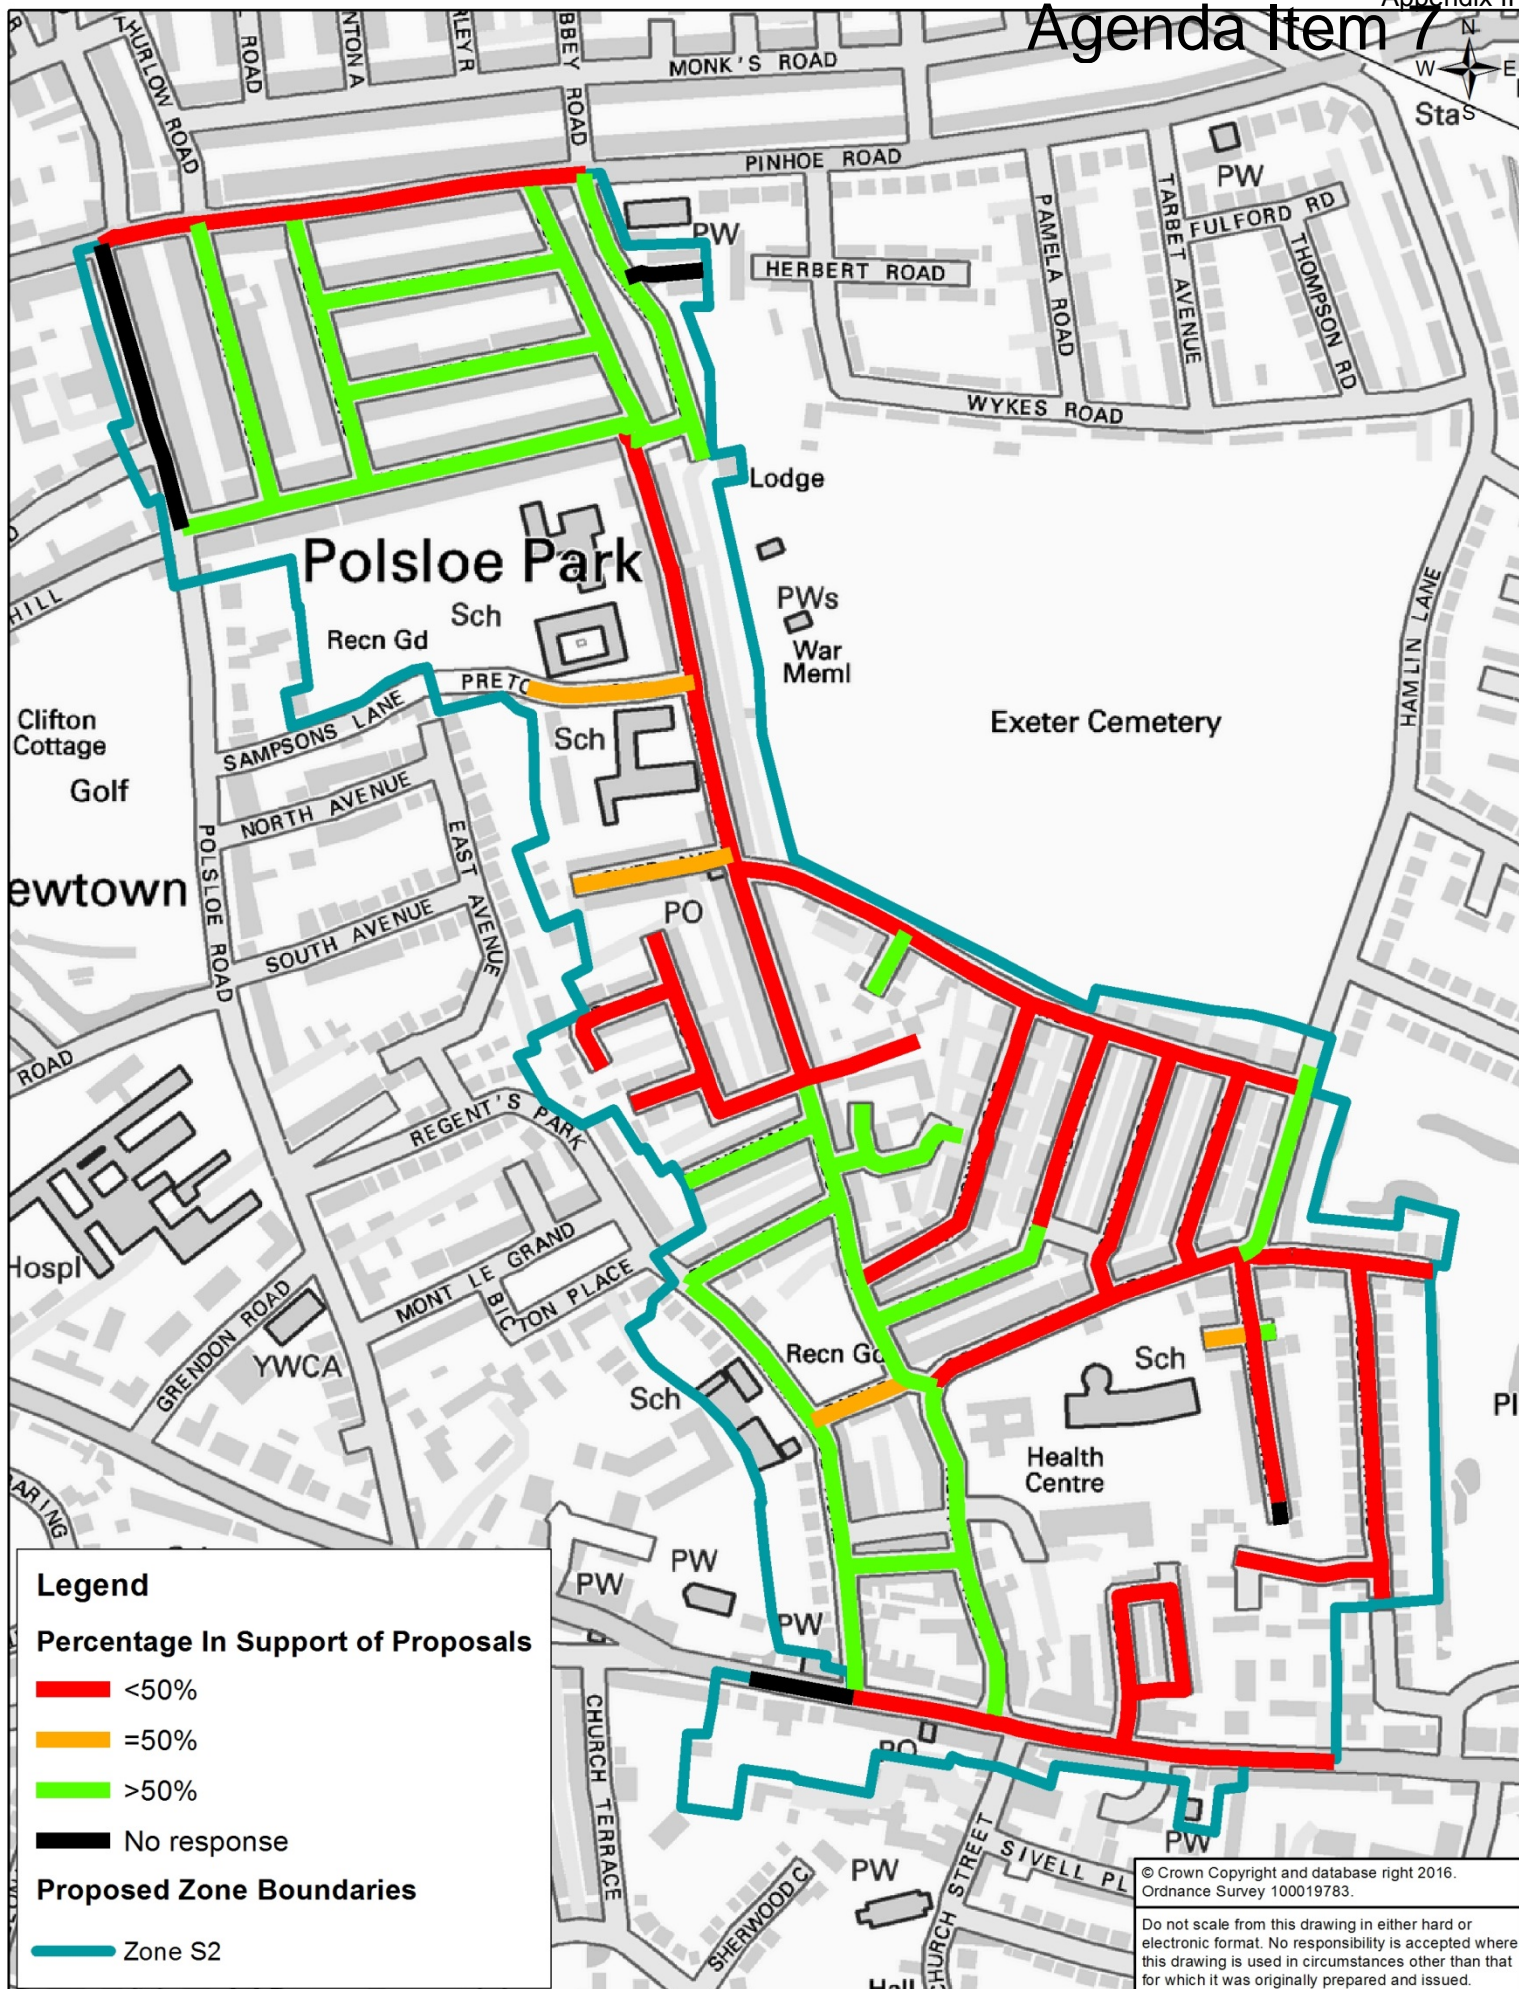 Agenda Item 7
N
W
E
S
THURLOW ROAD
ROAD
MONK'S ROAD
ROAD
PINHOE ROAD
Sta
PW
PW
HERBERT ROAD
PAMELA ROAD
TARBET AVENUE
FULFORD RD
THOMPSON RD
WYKES ROAD
Lodge
Polsloe Park
Sch
Recn Gd
PWs
War
Meml
HILL
HAMLIN LANE
Clifton
Cottage
Golf
SAMPSONS LANE
Sch
Exeter Cemetery
NORTH AVENUE
EAST AVENUE
POLSLOE ROAD
SOUTH AVENUE
PO
ROAD
REGENT'S PARK
MONT LE GRAND
BICTON PLACE
GRENDON ROAD
YWCA
Recn Gd
Sch
Sch
Health
Centre
PW
PW
PW
PO
CHURCH TERRACE
CHURCH STREET
SIVELL PL
PW
PW
SHERWOOD C
Legend
Percentage In Support of Proposals
<50%
=50%
>50%
No response
Proposed Zone Boundaries
Zone S2
© Crown Copyright and database right 2016.
Ordnance Survey 100019783.
Do not scale from this drawing in either hard or
electronic format. No responsibility is accepted where
this drawing is used in circumstances other than that
for which it was originally prepared and issued.